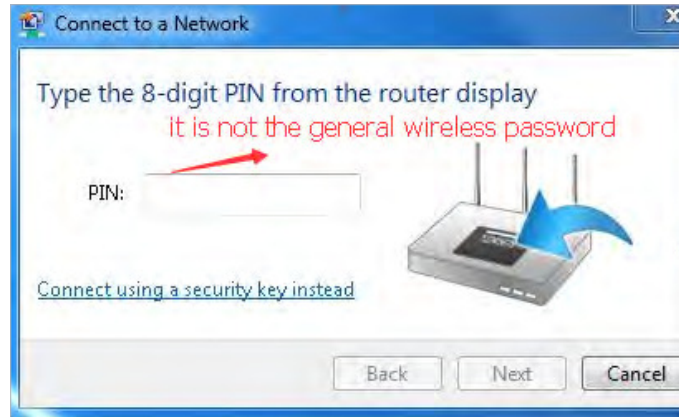 Connect to a Network
Type the 8-digit PIN from the router display
it is not the general wireless password
PIN:
Connect using a security key instead
Back Next Cancel